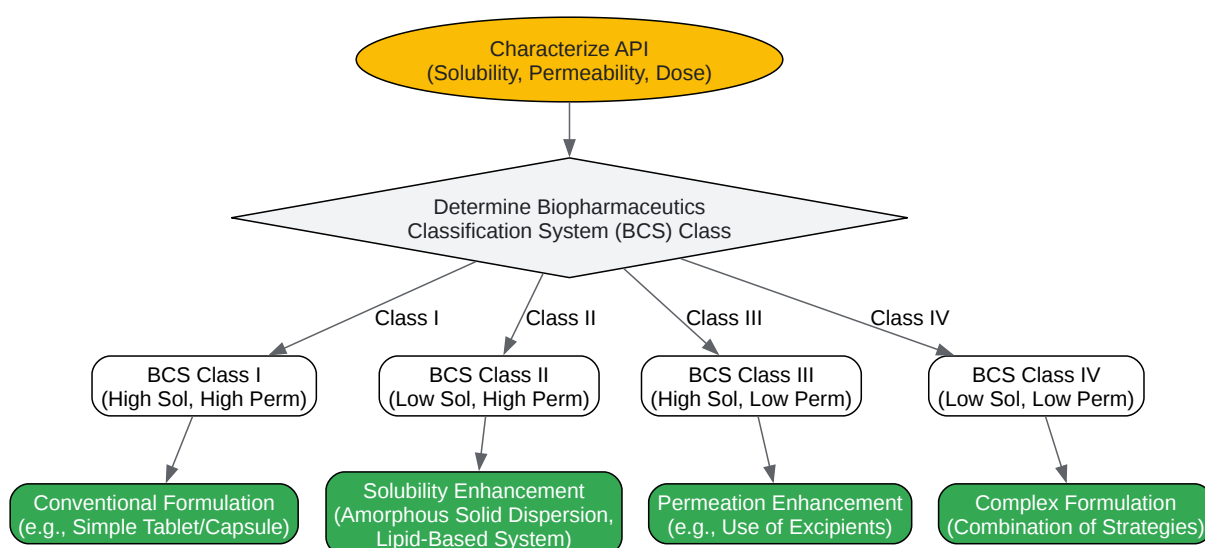 Characterize API
(Solubility, Permeability, Dose)
Determine Biopharmaceutics
Classification System (BCS) Class
Class I
Class II
Class III
Class IV
BCS Class I
(High Sol, High Perm)
BCS Class II
(Low Sol, High Perm)
BCS Class III
(High Sol, Low Perm)
BCS Class IV
(Low Sol, Low Perm)
Conventional Formulation
(e.g., Simple Tablet/Capsule)
Solubility Enhancement
(Amorphous Solid Dispersion,
Lipid-Based System)
Permeation Enhancement
(e.g., Use of Excipients)
Complex Formulation
(Combination of Strategies)